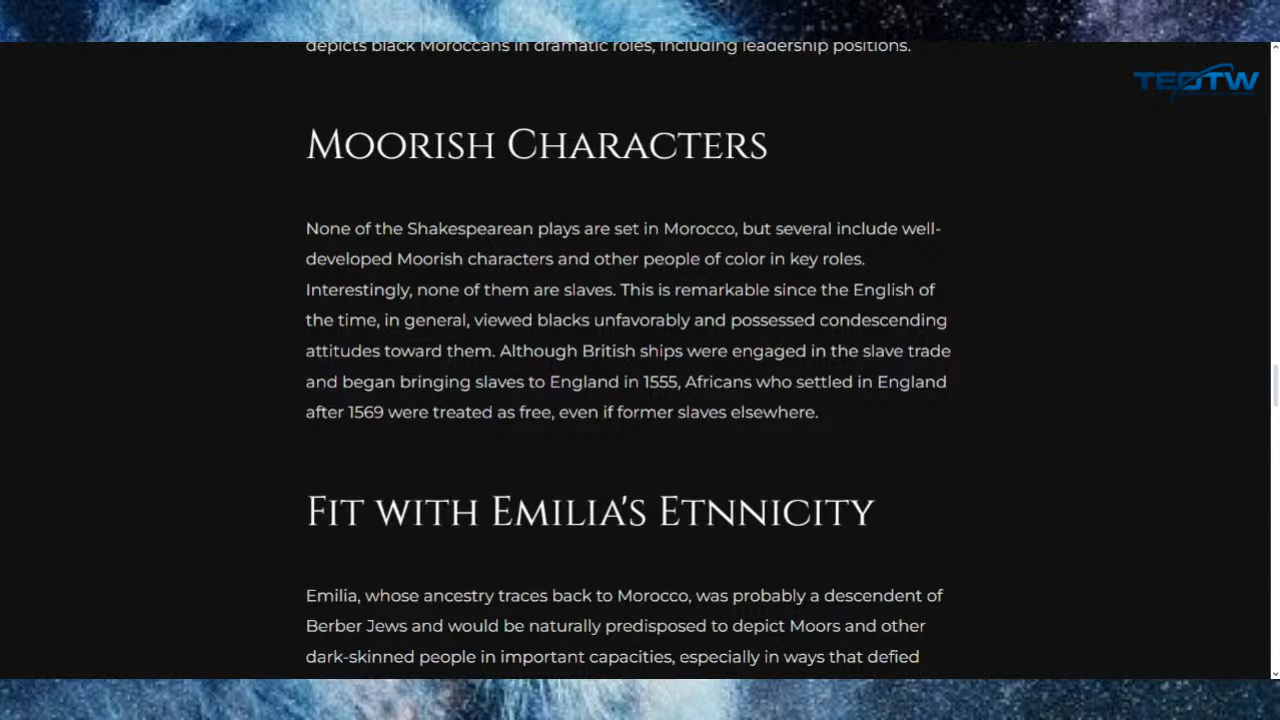 depicts black Moroccans in dramatic roles, including leadership positions.
TEOTW
Moorish Characters
None of the Shakespearean plays are set in Morocco, but several include well-
developed Moorish characters and other people of color in key roles.
Interestingly, none of them are slaves. This is remarkable since the English of
the time, in general, viewed blacks unfavorably and possessed condescending
attitudes toward them. Although British ships were engaged in the slave trade
and began bringing slaves to England in 1555, Africans who settled in England
after 1569 were treated as free, even if former slaves elsewhere.
Fit with Emilia's Etnnicity
Emilia, whose ancestry traces back to Morocco, was probably a descendent of
Berber Jews and would be naturally predisposed to depict Moors and other
dark-skinned people in important capacities, especially in ways that defied